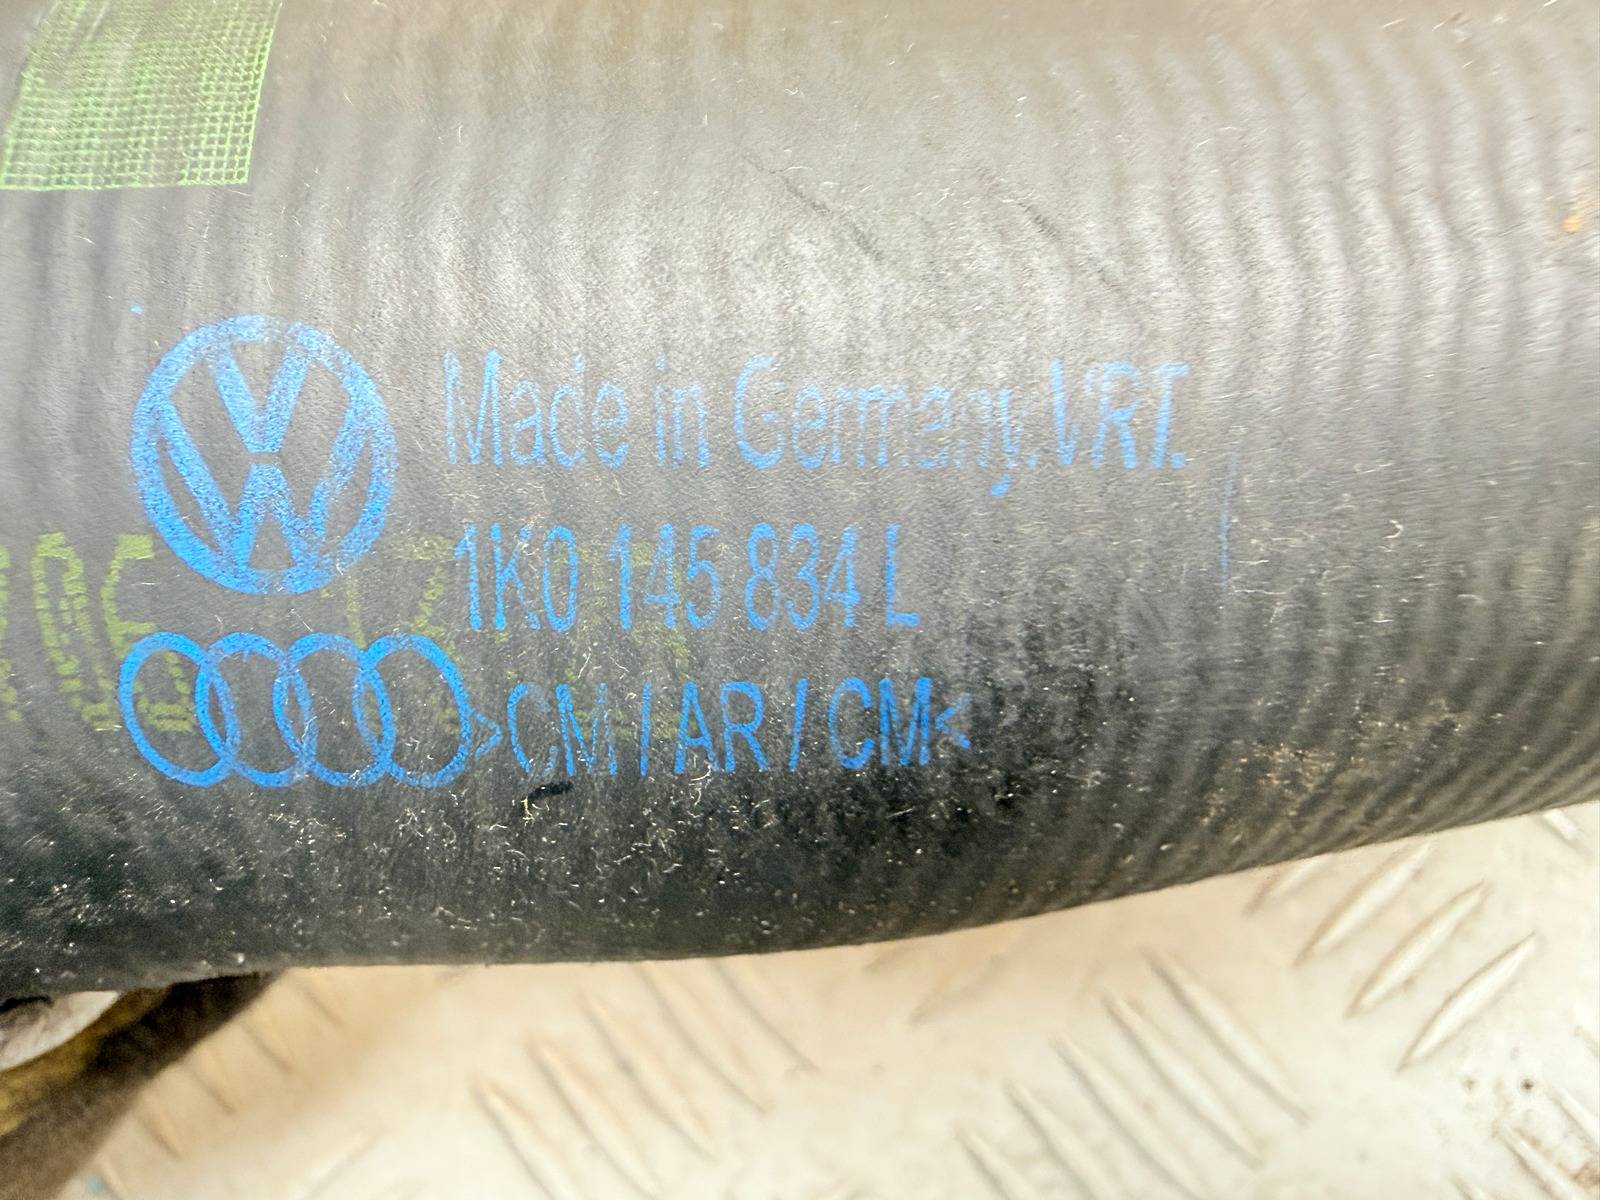 Made in Germany.VRT.
1K0 145 834 L
>CM / AR / CM<